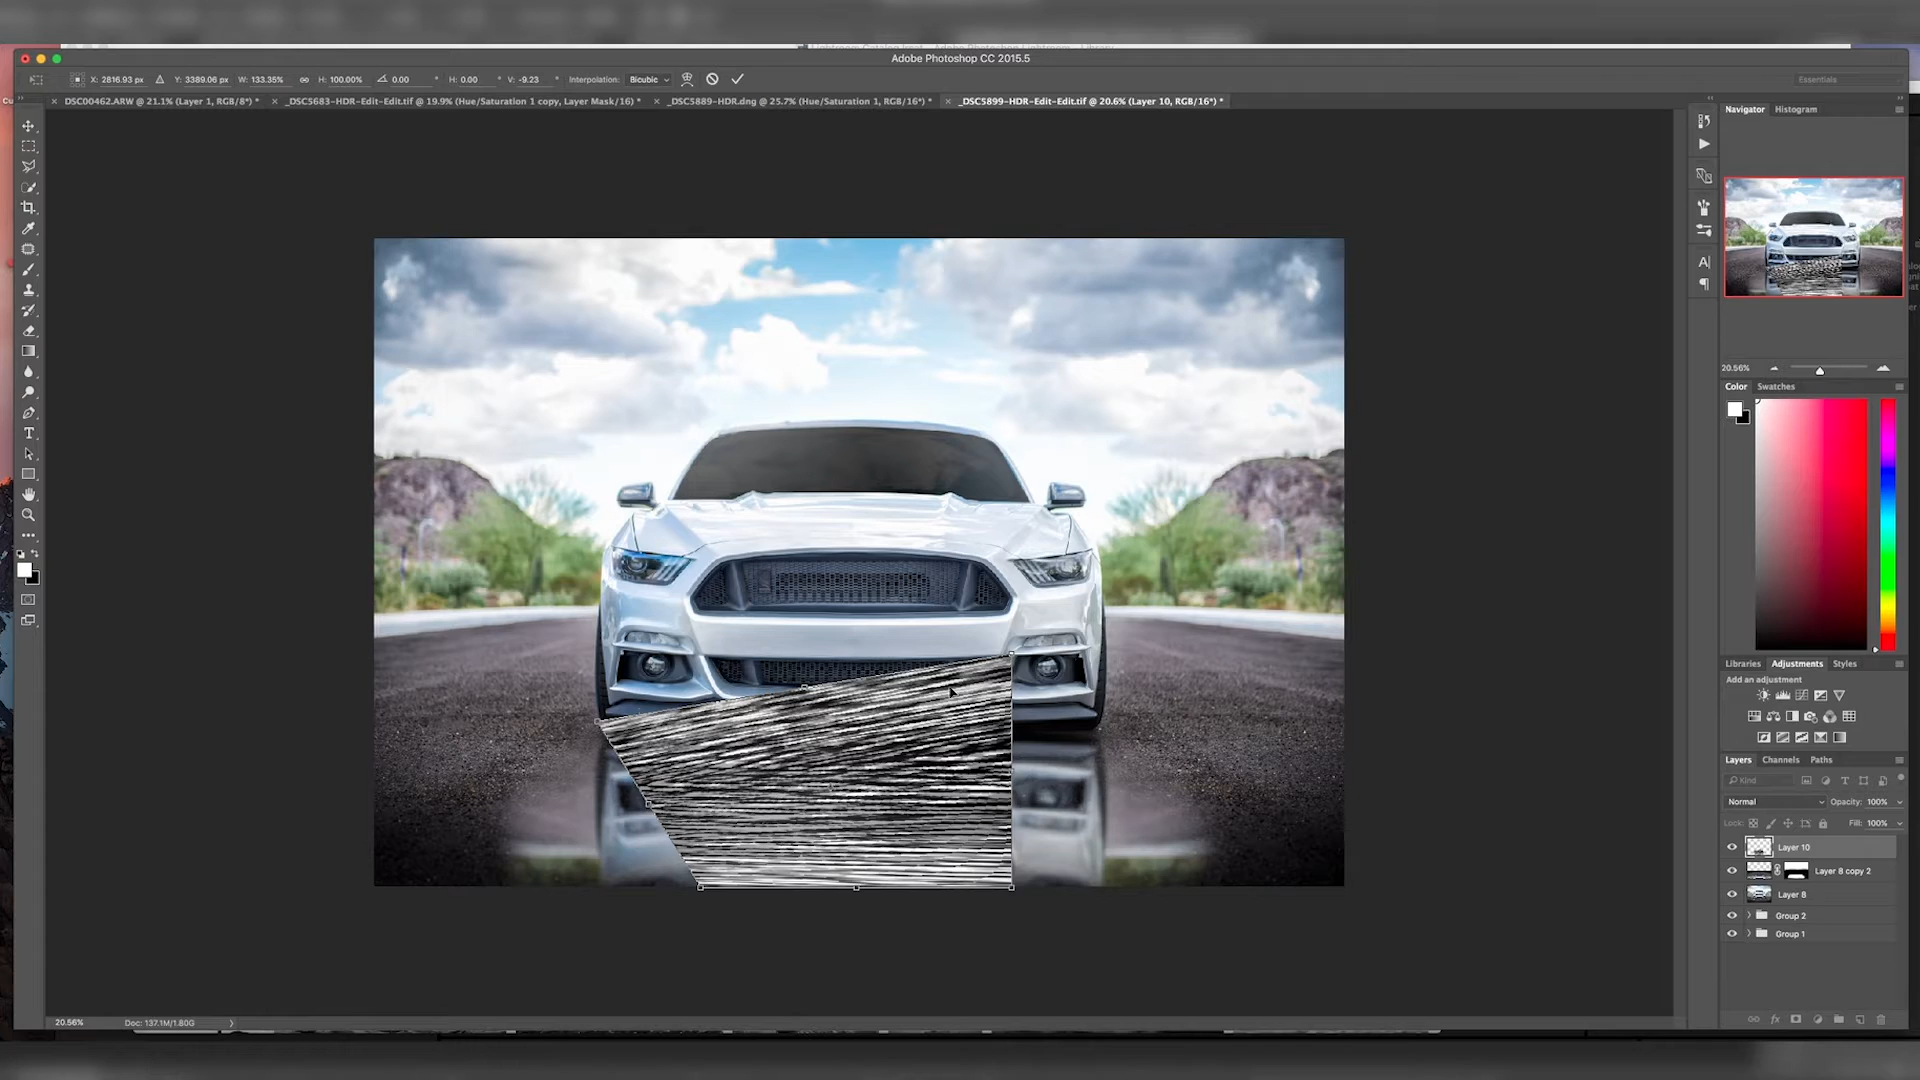 Adobe Photoshop CC 2015.5
X: 2816.93 px Y: 3389.06 px W: 133.35% H: 100.00% 0.00 ° H: 0.00 ° V: -9.23 ° Interpolation: Bicubic Essentials
× DSC00462.ARW @ 21.1% (Layer 1, RGB/8*) * × _DSC5683-HDR-Edit-Edit.tif @ 19.9% (Hue/Saturation 1 copy, Layer Mask/16) * × _DSC5889-HDR.dng @ 25.7% (Hue/Saturation 1, RGB/16*) * × _DSC5899-HDR-Edit-Edit.tif @ 20.6% (Layer 10, RGB/16*) *
Navigator Histogram
20.56%
Color Swatches
Libraries Adjustments Styles
Add an adjustment
Layers Channels Paths
Kind
Normal Opacity: 100%
Lock: Fill: 100%
Layer 10
Layer 8 copy 2
Layer 8
Group 2
Group 1
20.56% Doc: 137.1M/1.80G